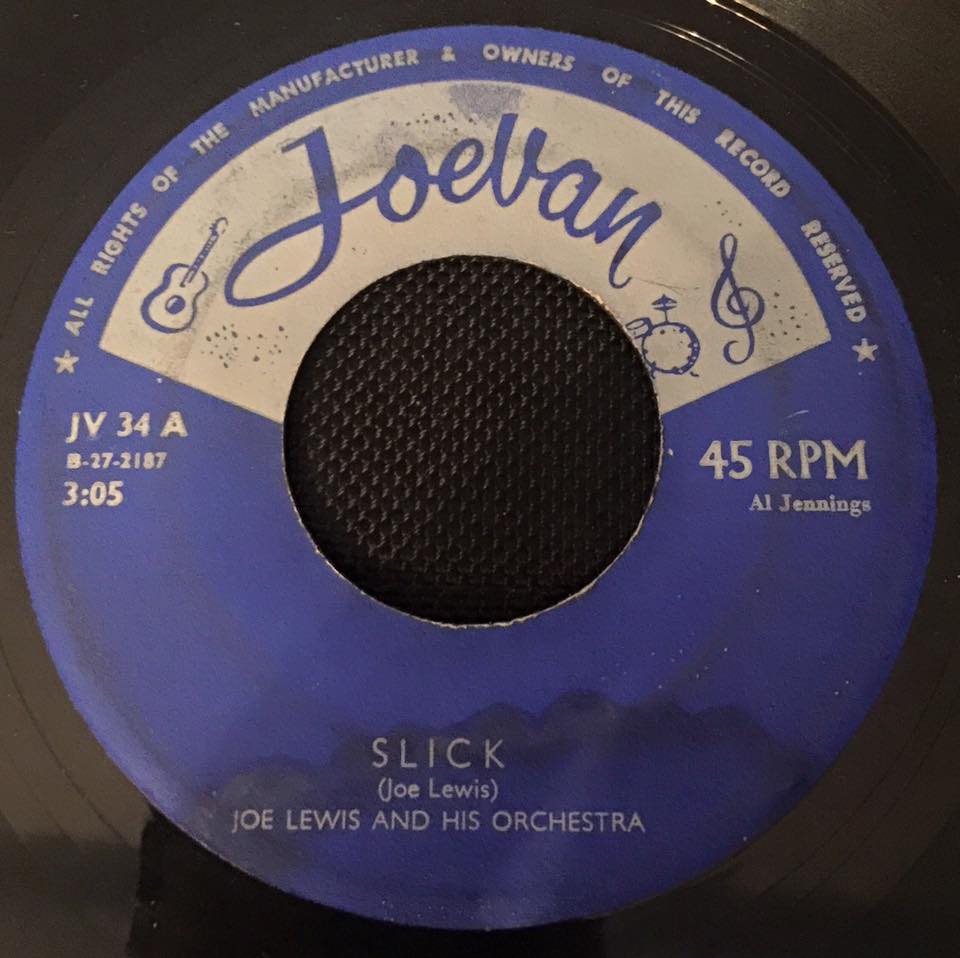 ALL RIGHTS OF THE MANUFACTURER & OWNERS OF THIS RECORD RESERVED
Joevan
JV 34 A
B-27-2187
3:05
45 RPM
Al Jennings
SLICK
(Joe Lewis)
JOE LEWIS AND HIS ORCHESTRA